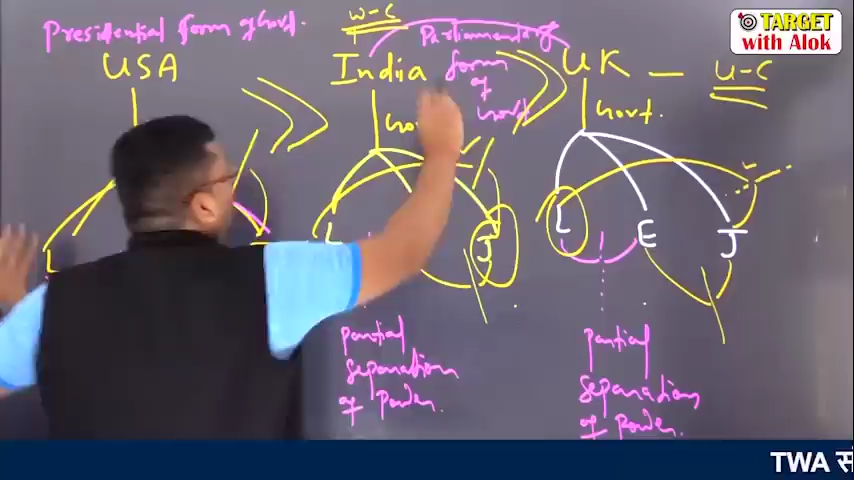 Presidential form of Govt.
USA
W-C
India
Parliamentary
form
of
Govt
UK — U-C
Govt.
L
J
L
E
J
L
partial
separation
of power.
partial
separation
of power.
TARGET
with Alok
TWA सं